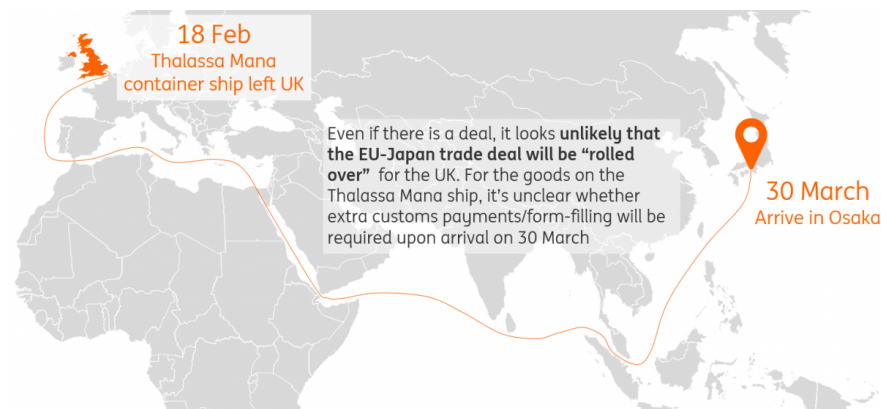 18 Feb
Thalassa Mana
container ship left UK
Even if there is a deal, it looks unlikely that
the EU-Japan trade deal will be “rolled
over” for the UK. For the goods on the
Thalassa Mana ship, it's unclear whether
extra customs payments/form-filling will be
required upon arrival on 30 March
30 March
Arrive in Osaka